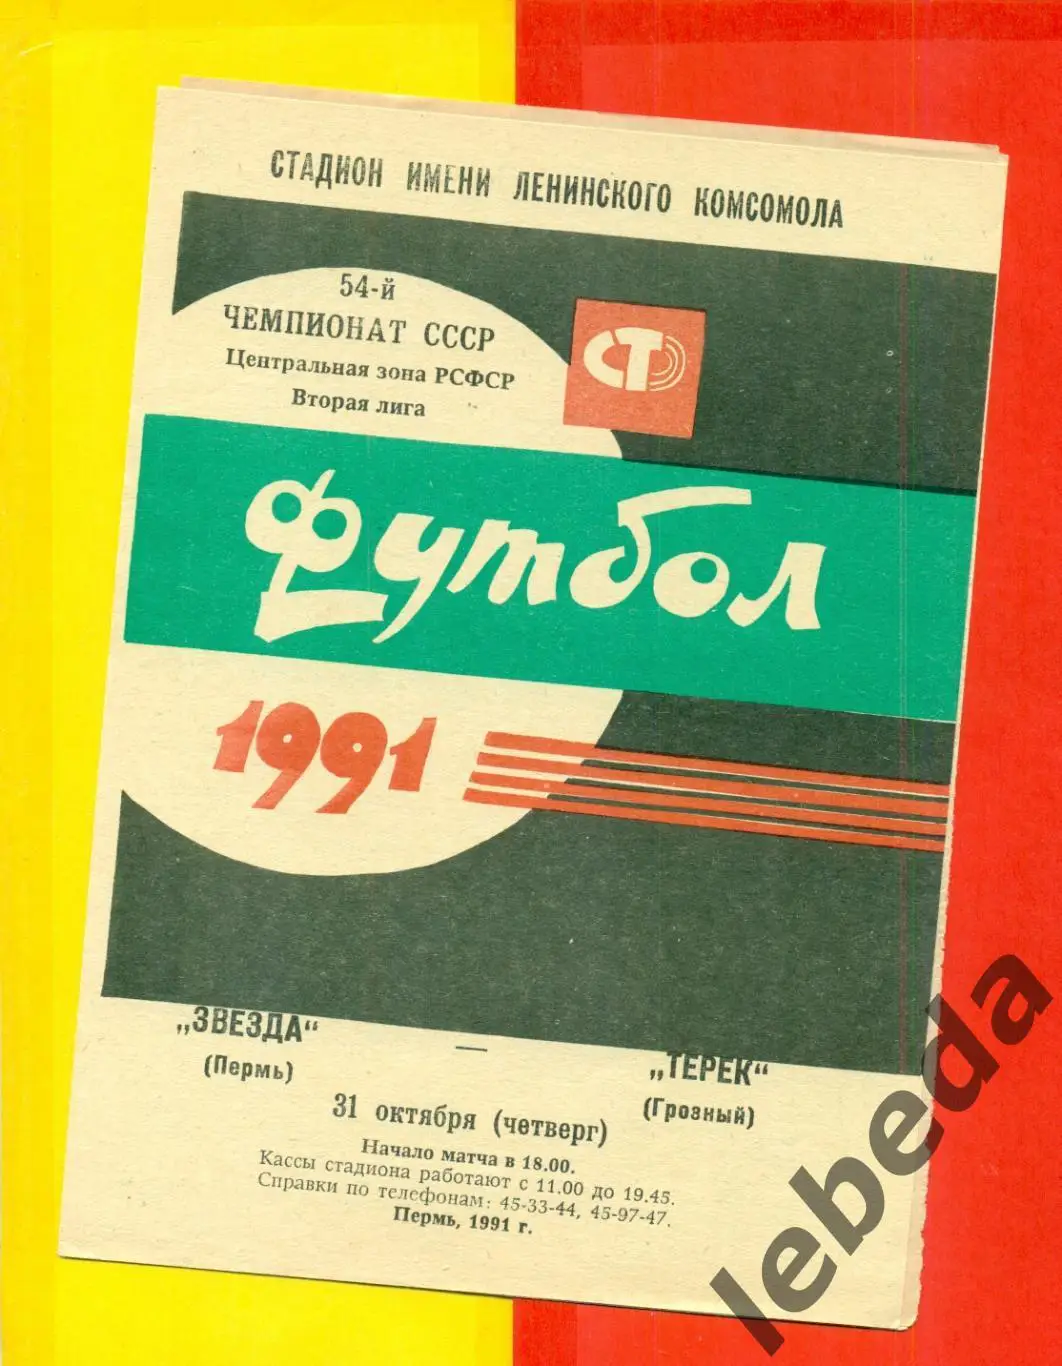 СТАДИОН ИМЕНИ ЛЕНИНСКОГО КОМСОМОЛА
54-й
ЧЕМПИОНАТ СССР
Центральная зона РСФСР
Вторая лига
СТ
Футбол
1991
„ЗВЕЗДА“ — „ТЕРЕК“
(Пермь) (Грозный)
31 октября (четверг)
Начало матча в 18.00.
Кассы стадиона работают с 11.00 до 19.45.
Справки по телефонам: 45-33-44, 45-97-47.
Пермь, 1991 г.
lebeda